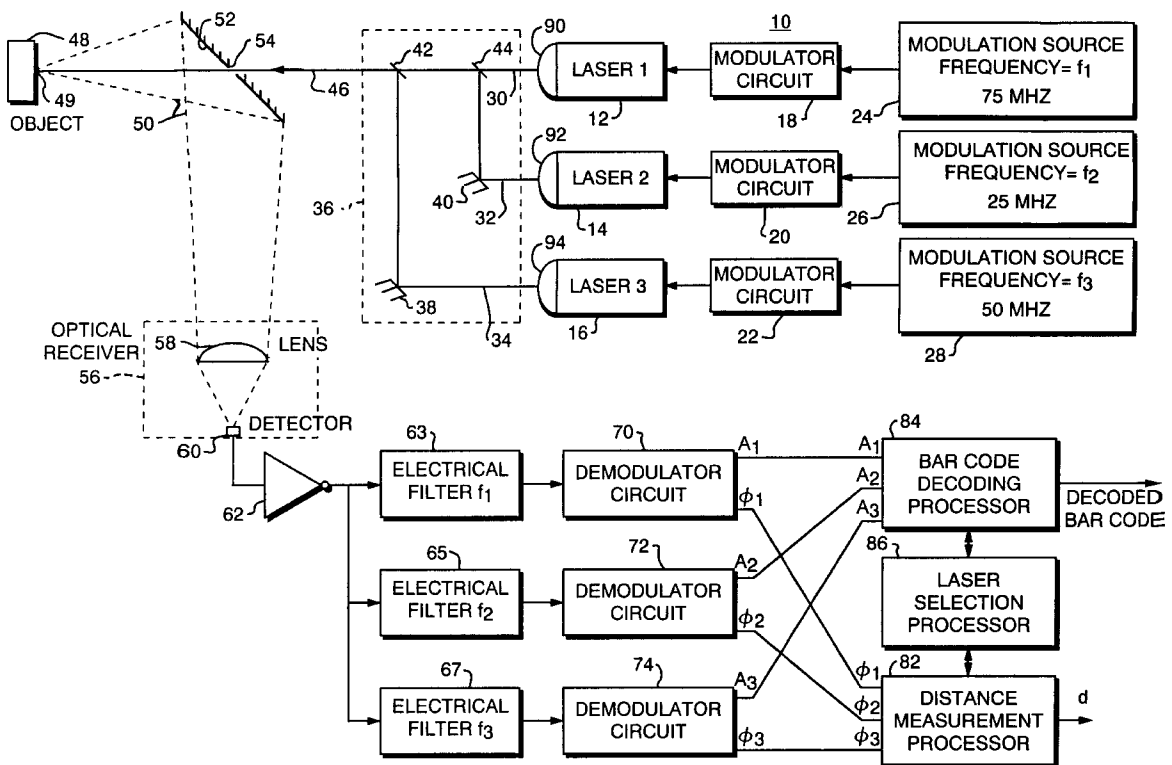 48
52
54
49
OBJECT
50
46
42
44
30
90
LASER 1
12
10
MODULATOR
CIRCUIT
18
MODULATION SOURCE
FREQUENCY= f1
75 MHZ
24
36
40
32
92
LASER 2
14
MODULATOR
CIRCUIT
20
MODULATION SOURCE
FREQUENCY= f2
25 MHZ
26
38
34
94
LASER 3
16
MODULATOR
CIRCUIT
22
MODULATION SOURCE
FREQUENCY= f3
50 MHZ
28
OPTICAL
RECEIVER
56
58
LENS
DETECTOR
60
62
63
ELECTRICAL
FILTER f1
70
DEMODULATOR
CIRCUIT
A1
ϕ1
A1
A2
A3
84
BAR CODE
DECODING
PROCESSOR
DECODED
BAR CODE
65
ELECTRICAL
FILTER f2
72
DEMODULATOR
CIRCUIT
A2
ϕ2
86
LASER
SELECTION
PROCESSOR
67
ELECTRICAL
FILTER f3
74
DEMODULATOR
CIRCUIT
A3
ϕ3
ϕ1
ϕ2
ϕ3
82
DISTANCE
MEASUREMENT
PROCESSOR
d